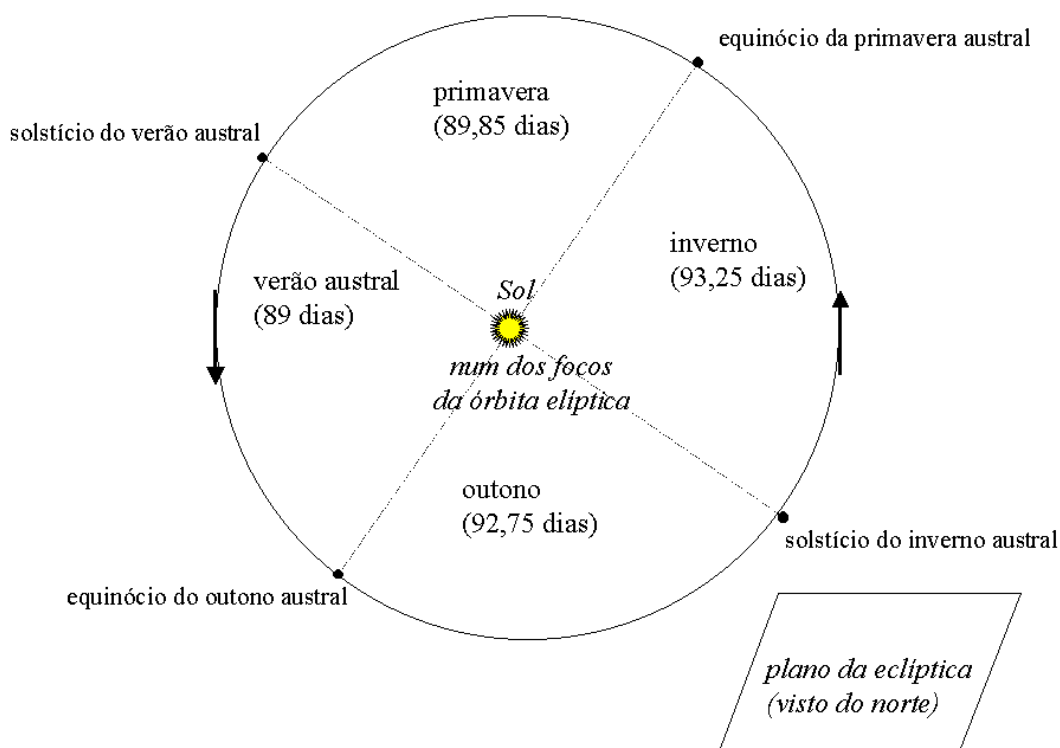 equinócio da primavera austral
primavera
(89,85 dias)
solstício do verão austral
inverno
(93,25 dias)
verão austral
(89 dias)
Sol
num dos focos
da órbita elíptica
outono
(92,75 dias)
solstício do inverno austral
equinócio do outono austral
plano da eclíptica
(visto do norte)